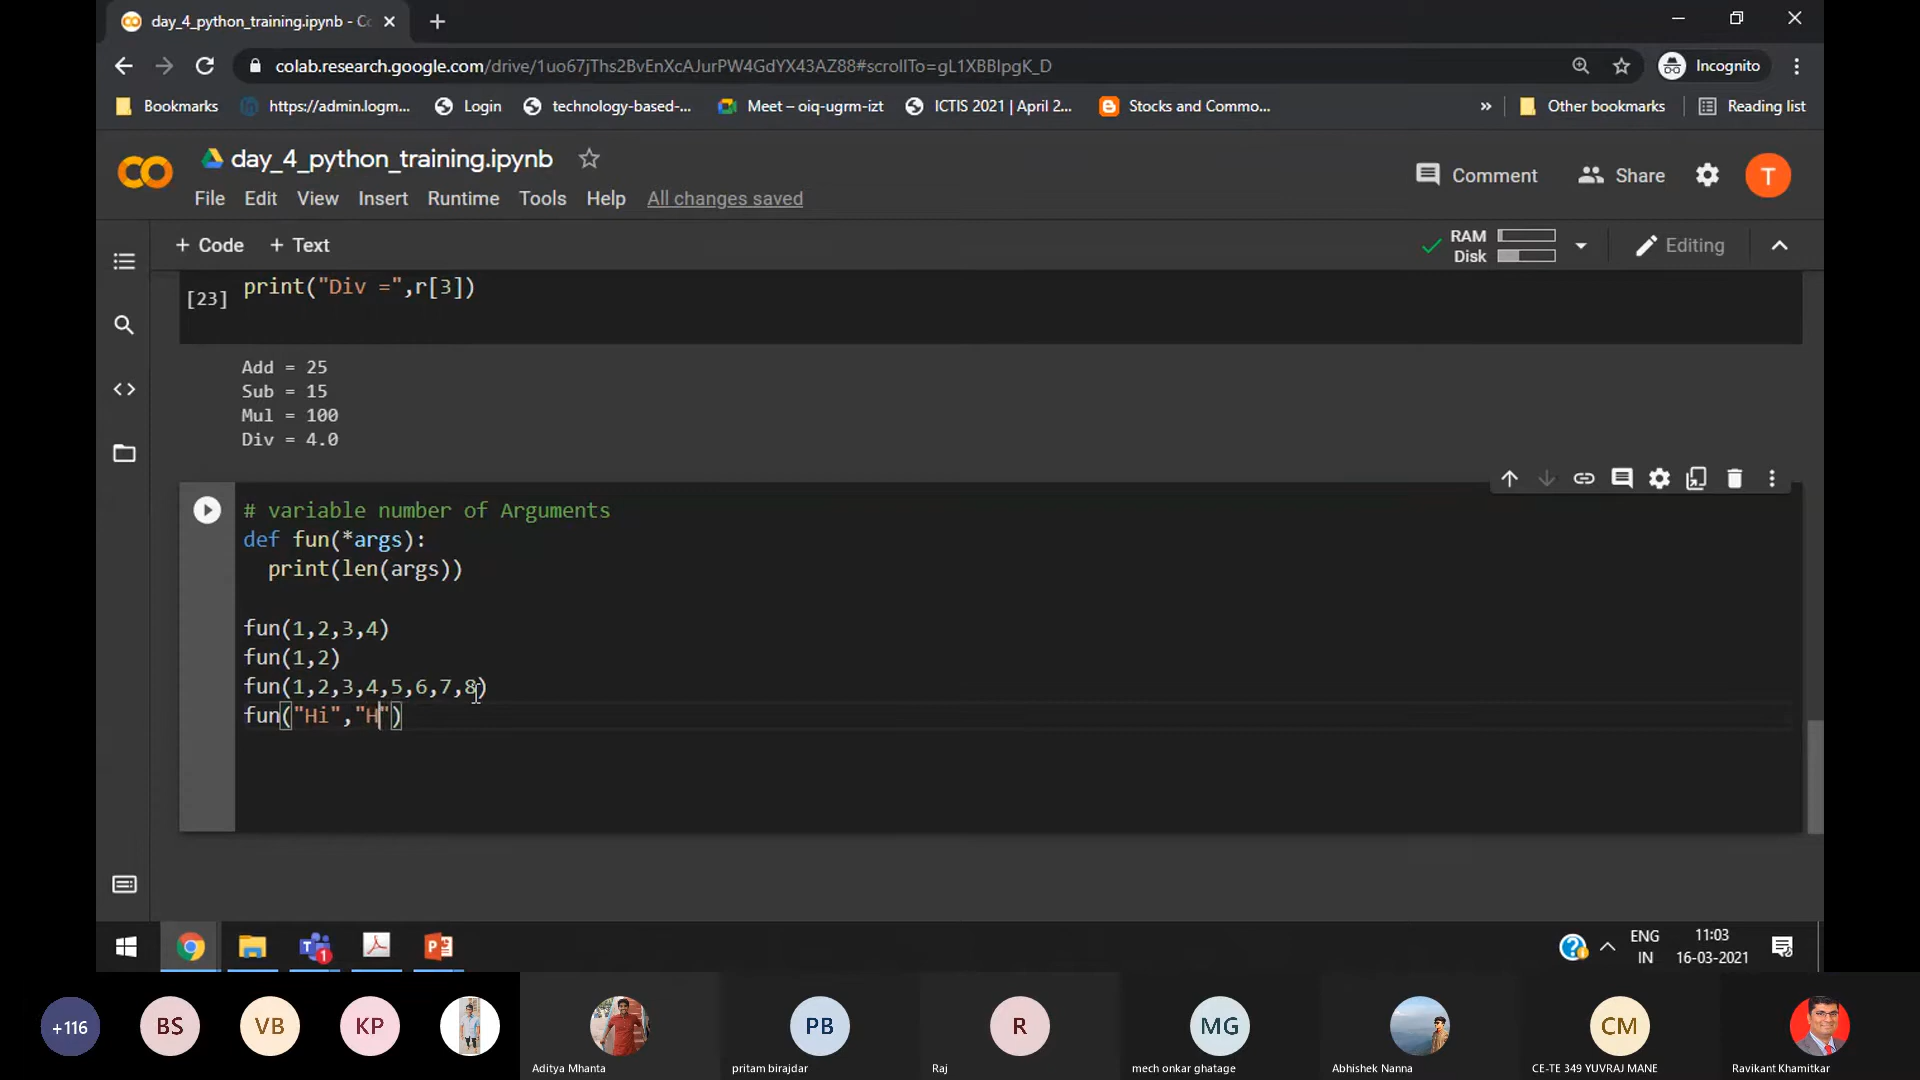 day_4_python_training.ipynb - Co
colab.research.google.com/drive/1uo67jThs2BvEnXcAJurPW4GdYX43AZ88#scrollTo=gL1XBBlpgK_D
Incognito
Bookmarks
https://admin.logm...
Login
technology-based-...
Meet – oiq-ugrm-izt
ICTIS 2021 | April 2...
Stocks and Commo...
»
Other bookmarks
Reading list
CO
day_4_python_training.ipynb
Comment
Share
T
File Edit View Insert Runtime Tools Help All changes saved
+ Code + Text
RAM
Disk
Editing
[23]
print("Div =",r[3])
Add = 25
Sub = 15
Mul = 100
Div = 4.0
# variable number of Arguments
def fun(*args):
print(len(args))
fun(1,2,3,4)
fun(1,2)
fun(1,2,3,4,5,6,7,8)
fun("Hi","H")
1
ENG
IN
11:03
16-03-2021
+116
BS
VB
KP
Aditya Mhanta
PB
pritam birajdar
R
Raj
MG
mech onkar ghatage
Abhishek Nanna
CM
CE-TE 349 YUVRAJ MANE
Ravikant Khamitkar